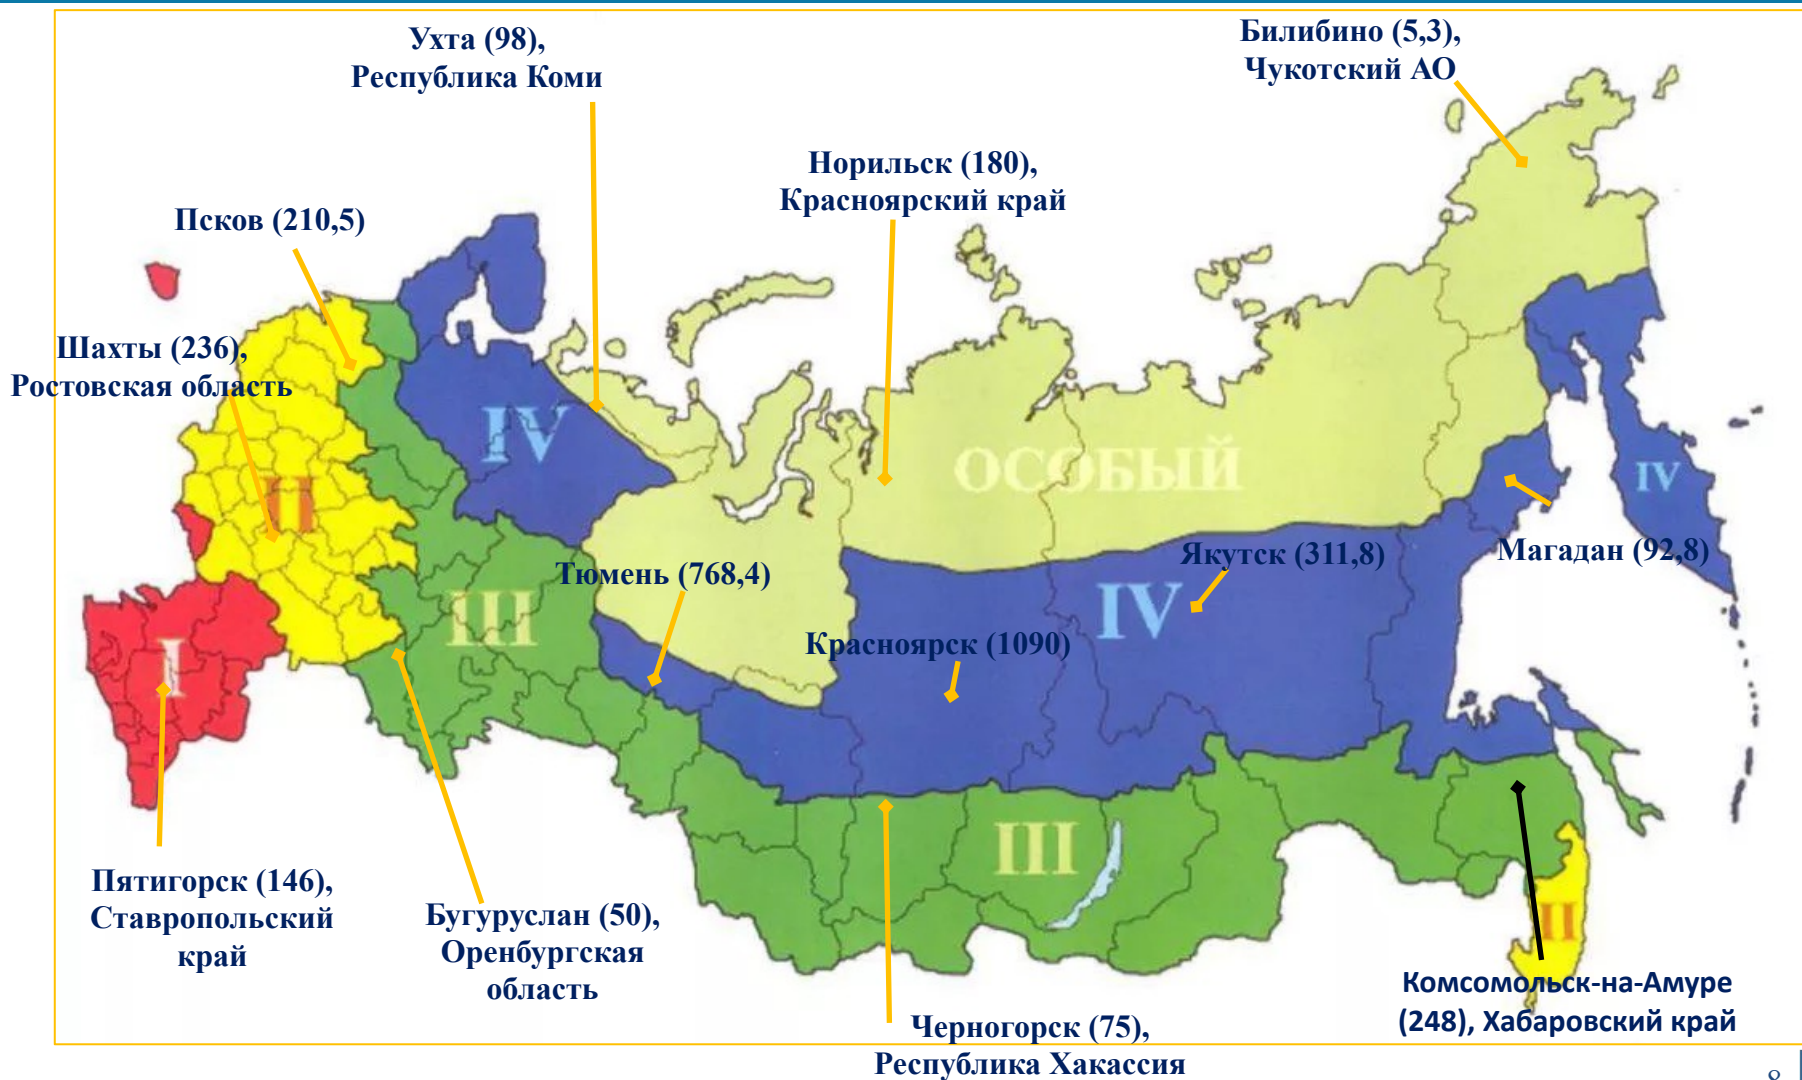 Ухта (98),
Республика Коми
Билибино (5,3),
Чукотский АО
Норильск (180),
Красноярский край
Псков (210,5)
Шахты (236),
Ростовская область
IV
ОСОБЫЙ
IV
II
Тюмень (768,4)
Якутск (311,8)
Магадан (92,8)
III
IV
I
Красноярск (1090)
III
Пятигорск (146),
Ставропольский
край
Бугуруслан (50),
Оренбургская
область
II
Комсомольск-на-Амуре
(248), Хабаровский край
Черногорск (75),
Республика Хакассия
8